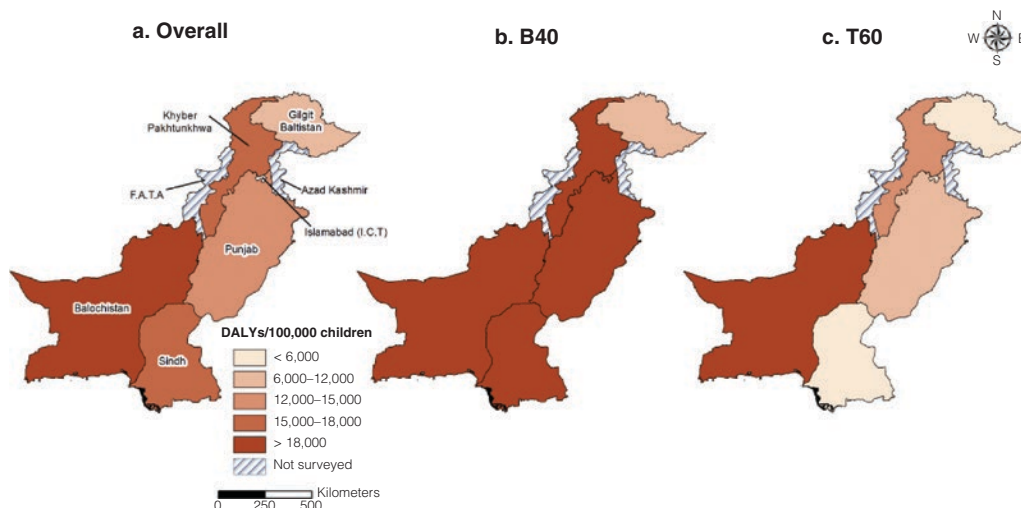 a. Overall
b. B40
c. T60
N
W
E
S
Khyber
Pakhtunkhwa
Gilgit
Baltistan
F.A.T.A
Azad Kashmir
Islamabad (I.C.T)
Punjab
Balochistan
Sindh
DALYs/100,000 children
< 6,000
6,000–12,000
12,000–15,000
15,000–18,000
> 18,000
Not surveyed
Kilometers
0 250 500